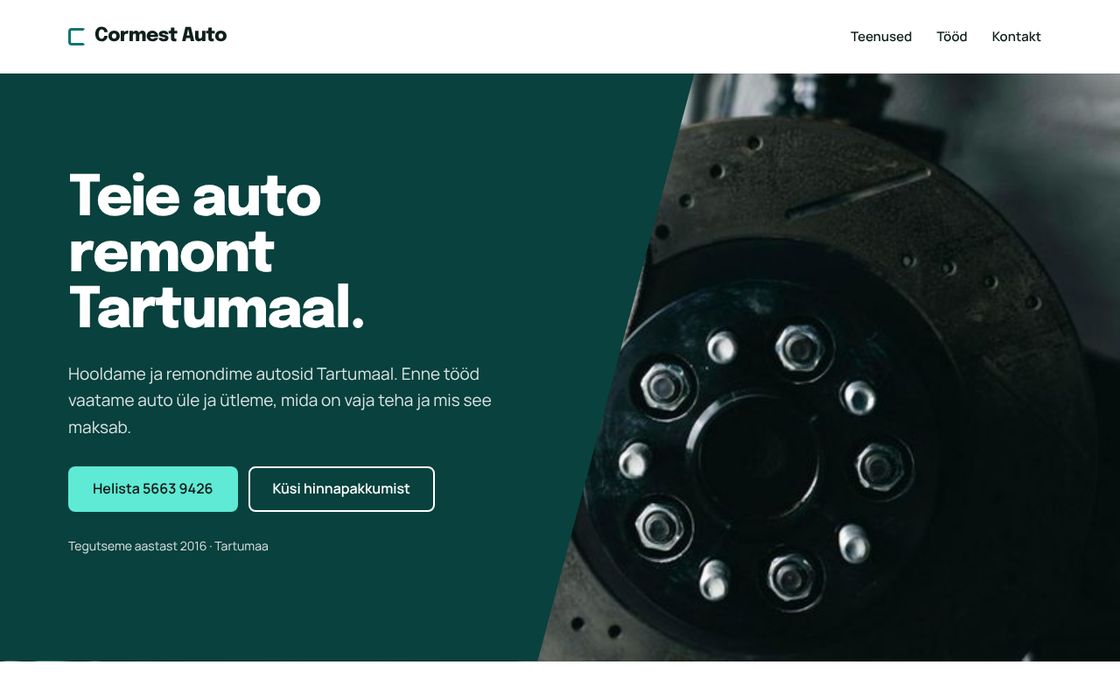 Cormest Auto
Teenused
Tööd
Kontakt
Teie auto
remont
Tartumaal.
Hooldame ja remondime autosid Tartumaal. Enne tööd
vaatame auto üle ja ütleme, mida on vaja teha ja mis see
maksab.
Helista 5663 9426
Küsi hinnapakkumist
Tegutseme aastast 2016 · Tartumaa